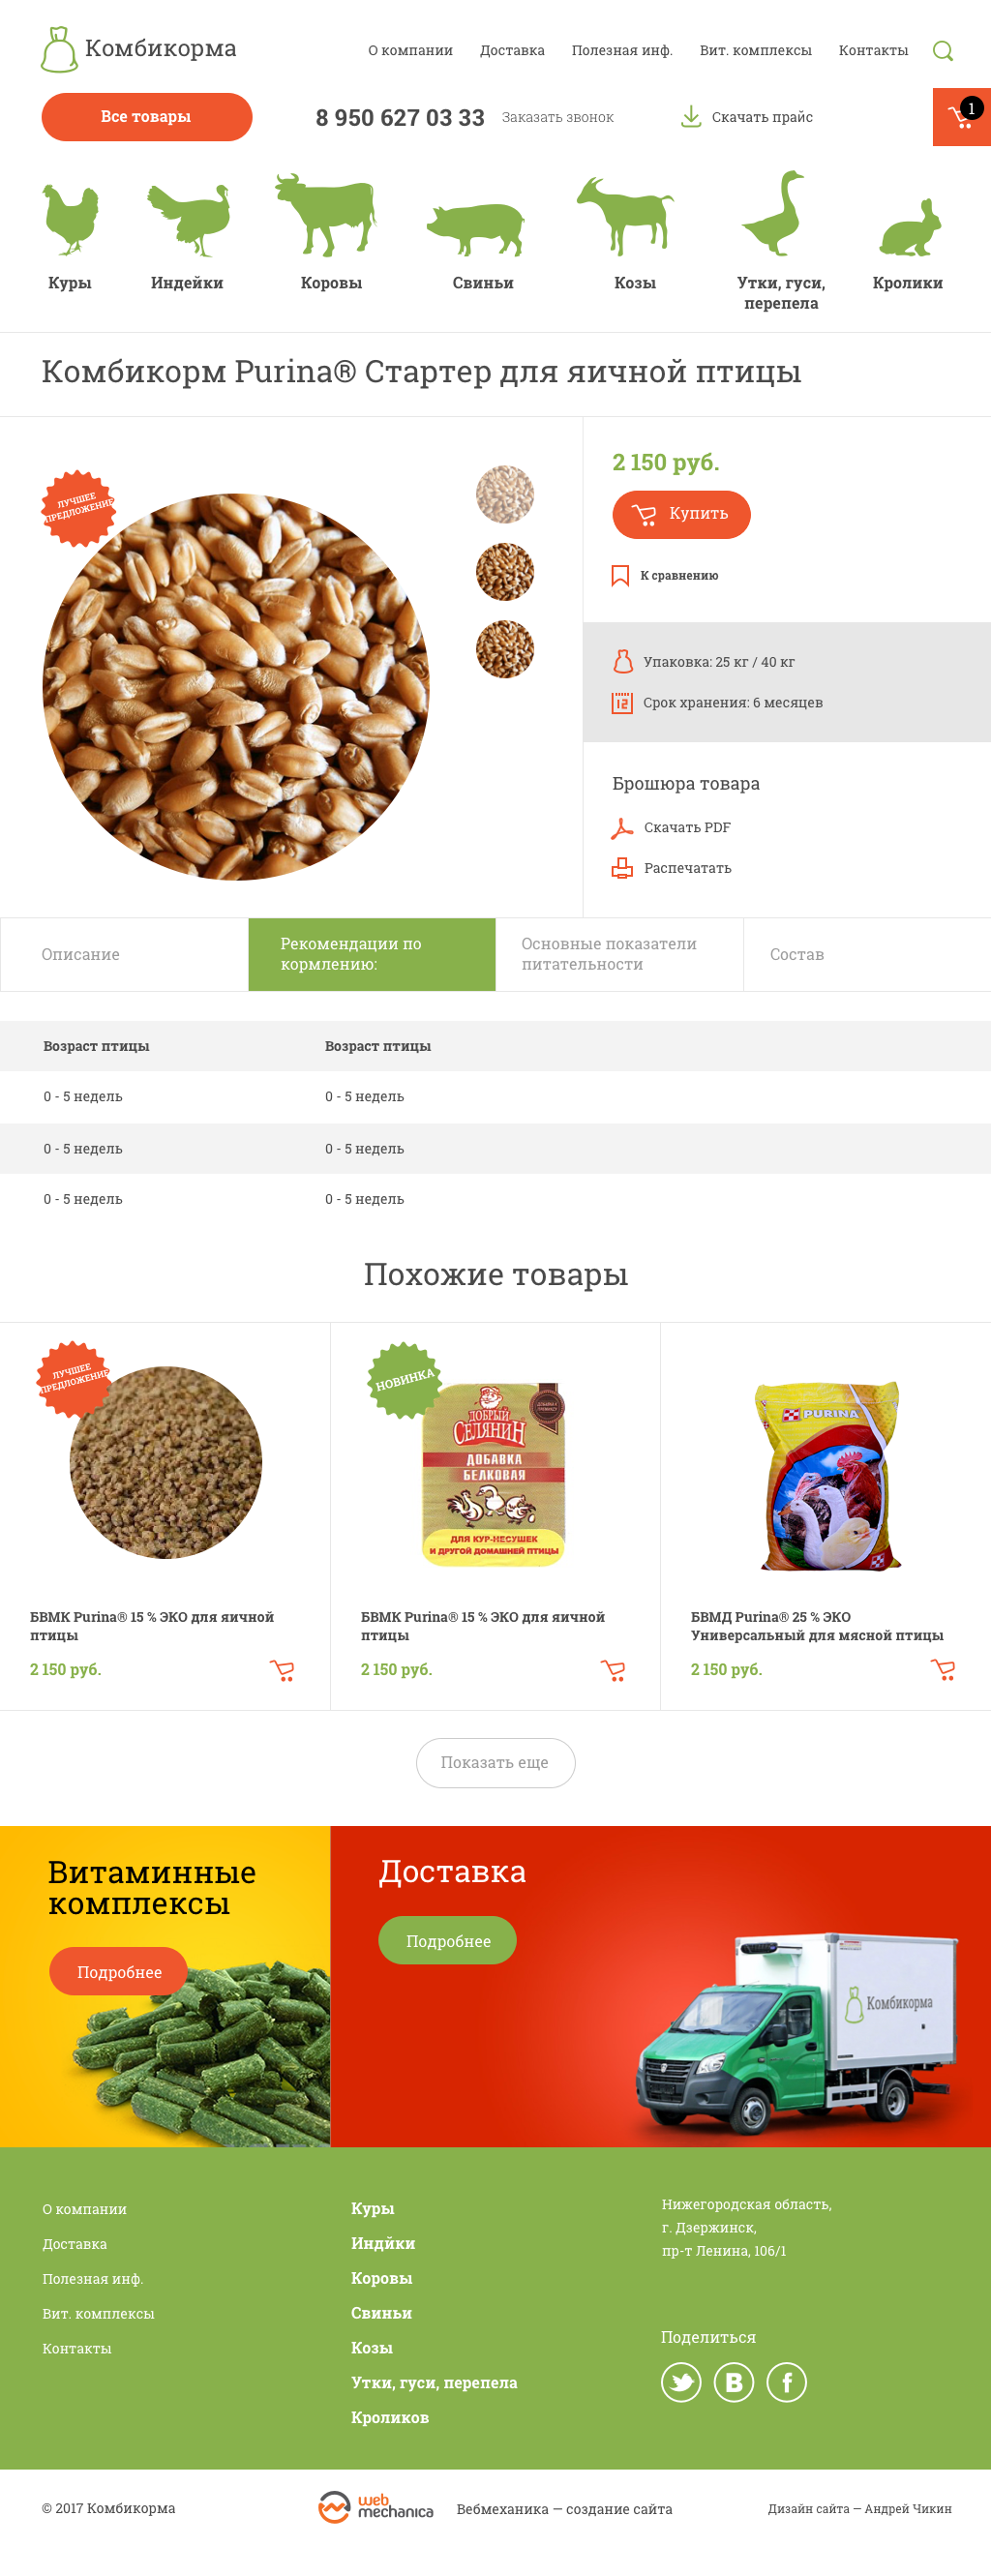 Комбикорма
О компании
Доставка
Полезная инф.
Вит. комплексы
Контакты
Все товары
8 950 627 03 33
Заказать звонок
Скачать прайс
1
Куры
Индейки
Коровы
Свиньи
Козы
Утки, гуси,
перепела
Кролики
Комбикорм Purina® Стартер для яичной птицы
ЛУЧШЕЕ
ПРЕДЛОЖЕНИЕ
2 150 руб.
Купить
К сравнению
Упаковка: 25 кг / 40 кг
12
Срок хранения: 6 месяцев
Брошюра товара
Скачать PDF
Распечатать
Описание
Рекомендации по
кормлению:
Основные показатели
питательности
Состав
Возраст птицы
Возраст птицы
0 - 5 недель
0 - 5 недель
0 - 5 недель
0 - 5 недель
0 - 5 недель
0 - 5 недель
Похожие товары
ЛУЧШЕЕ
ПРЕДЛОЖЕНИЕ
НОВИНКА
ДОБРЫЙ
СЕЛЯНИН
ДОБАВКА
БЕЛКОВАЯ
ДЛЯ КУР-НЕСУШЕК
И ДРУГОЙ ДОМАШНЕЙ ПТИЦЫ
PURINA
БВМК Purina® 15 % ЭКО для яичной
птицы
2 150 руб.
БВМК Purina® 15 % ЭКО для яичной
птицы
2 150 руб.
БВМД Purina® 25 % ЭКО
Универсальный для мясной птицы
2 150 руб.
Показать еще
Витаминные
комплексы
Подробнее
Доставка
Подробнее
Комбикорма
О компании
Доставка
Полезная инф.
Вит. комплексы
Контакты
Куры
Индйки
Коровы
Свиньи
Козы
Утки, гуси, перепела
Кроликов
Нижегородская область,
г. Дзержинск,
пр-т Ленина, 106/1
Поделиться
© 2017 Комбикорма
web
mechanica
Вебмеханика — создание сайта
Дизайн сайта — Андрей Чикин